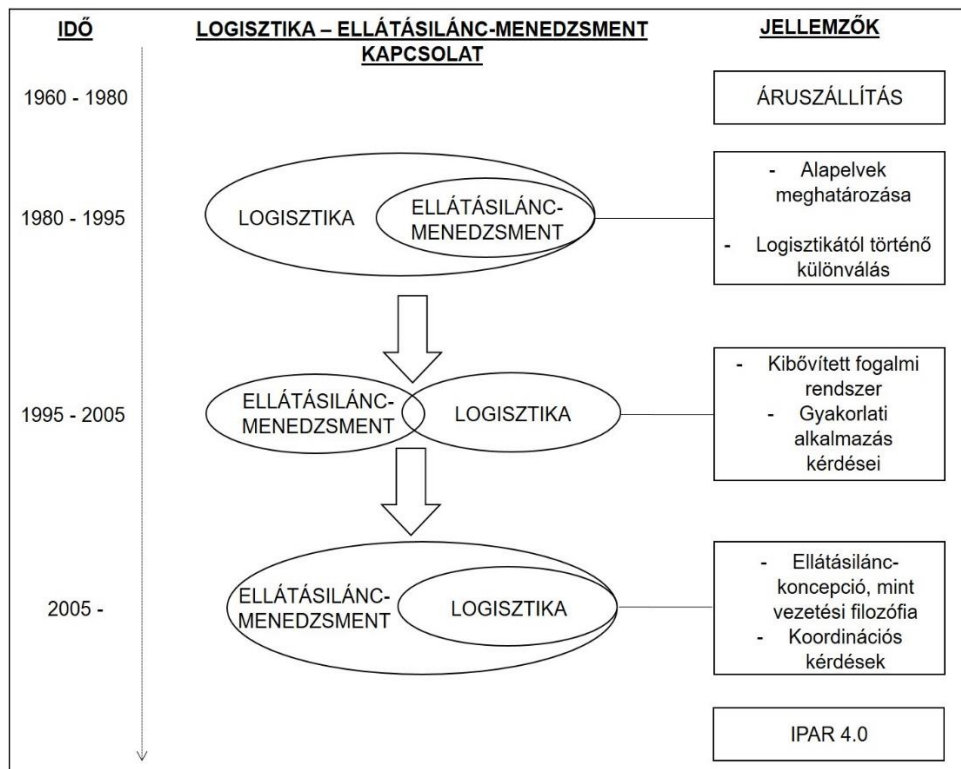 IDŐ
LOGISZTIKA – ELLÁTÁSILÁNC-MENEDZSMENT
KAPCSOLAT
JELLEMZŐK
1960 - 1980
ÁRUSZÁLLÍTÁS
1980 - 1995
LOGISZTIKA
ELLÁTÁSILÁNC-
MENEDZSMENT
- Alapelvek
meghatározása
- Logisztikától történő
különválás
1995 - 2005
ELLÁTÁSILÁNC-
MENEDZSMENT
LOGISZTIKA
- Kibővített fogalmi
rendszer
- Gyakorlati
alkalmazás
kérdései
2005 -
ELLÁTÁSILÁNC-
MENEDZSMENT
LOGISZTIKA
- Ellátásilánc-
koncepció, mint
vezetési filozófia
- Koordinációs
kérdések
IPAR 4.0